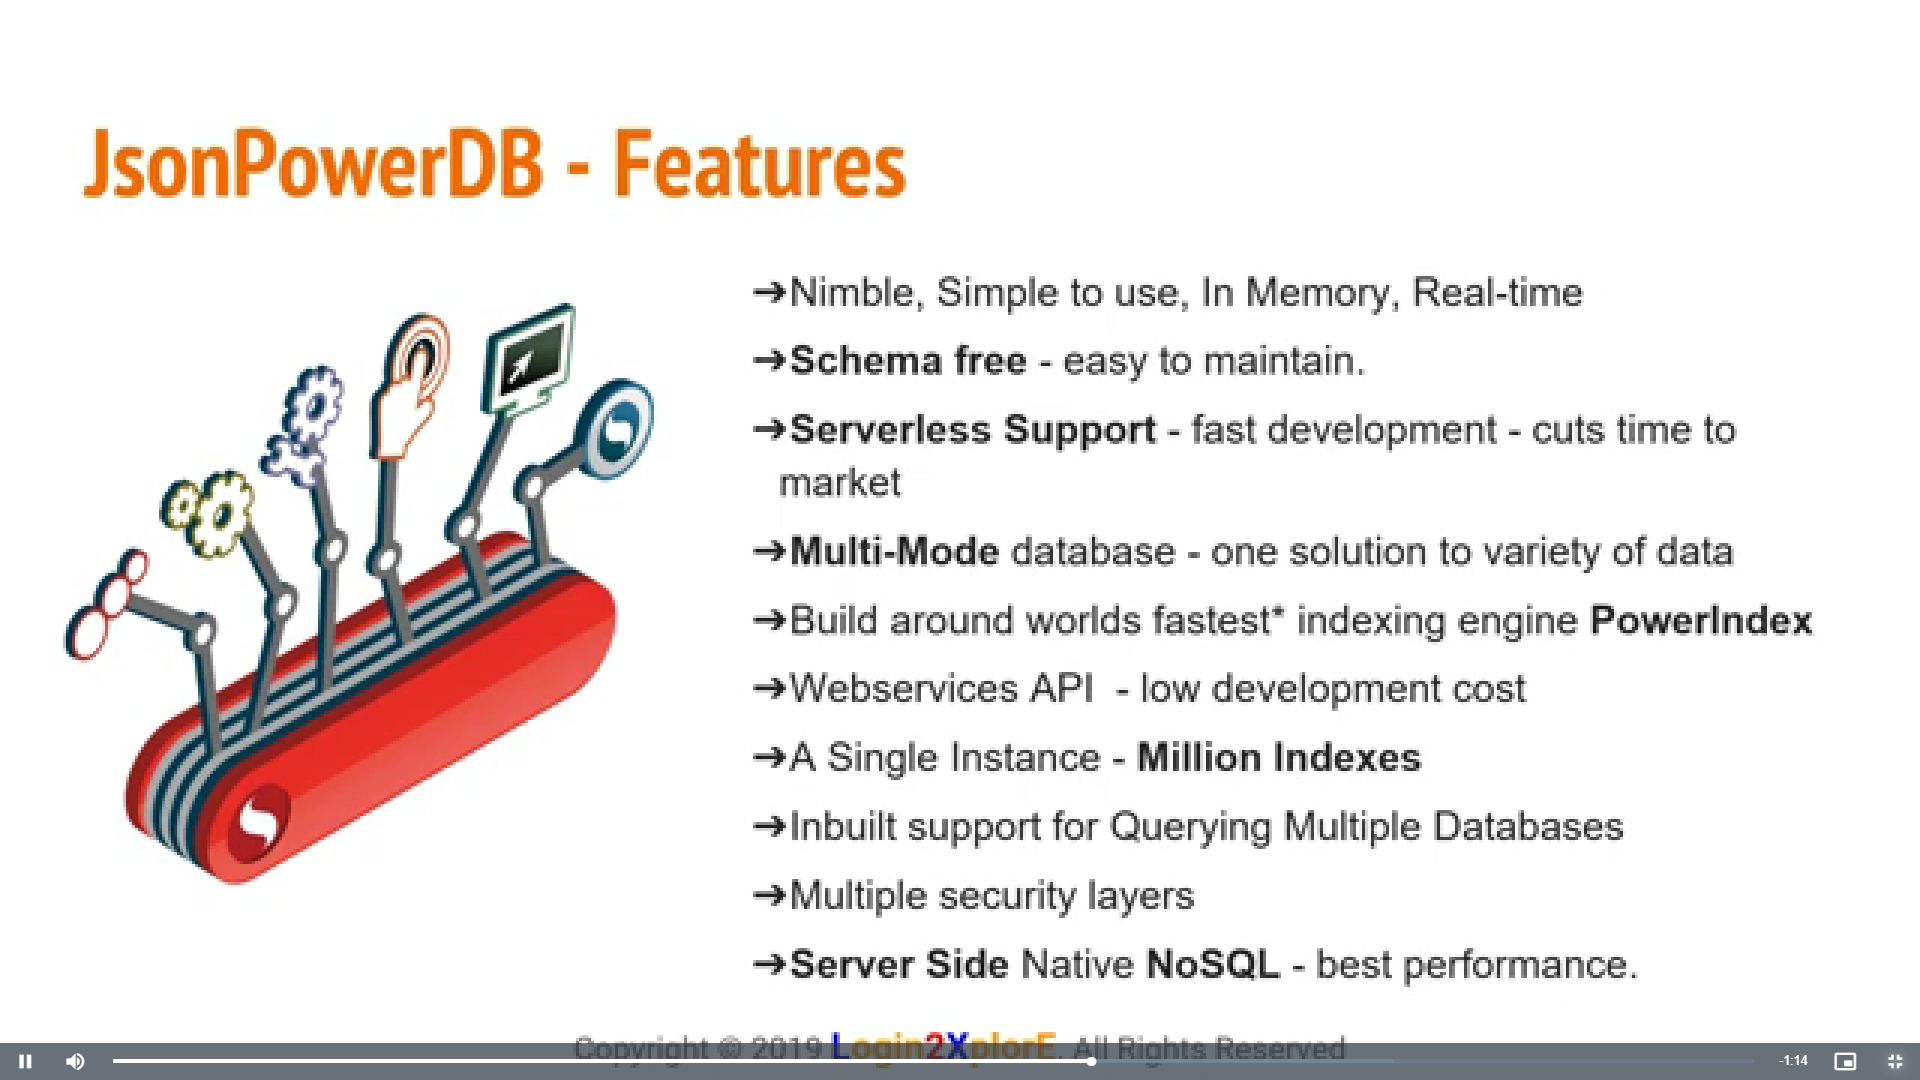 JsonPowerDB - Features
➔Nimble, Simple to use, In Memory, Real-time
➔Schema free - easy to maintain.
➔Serverless Support - fast development - cuts time to
market
➔Multi-Mode database - one solution to variety of data
➔Build around worlds fastest* indexing engine PowerIndex
➔Webservices API - low development cost
➔A Single Instance - Million Indexes
➔Inbuilt support for Querying Multiple Databases
➔Multiple security layers
➔Server Side Native NoSQL - best performance.
Copyright © 2019 Login2XplorE. All Rights Reserved
-1:14